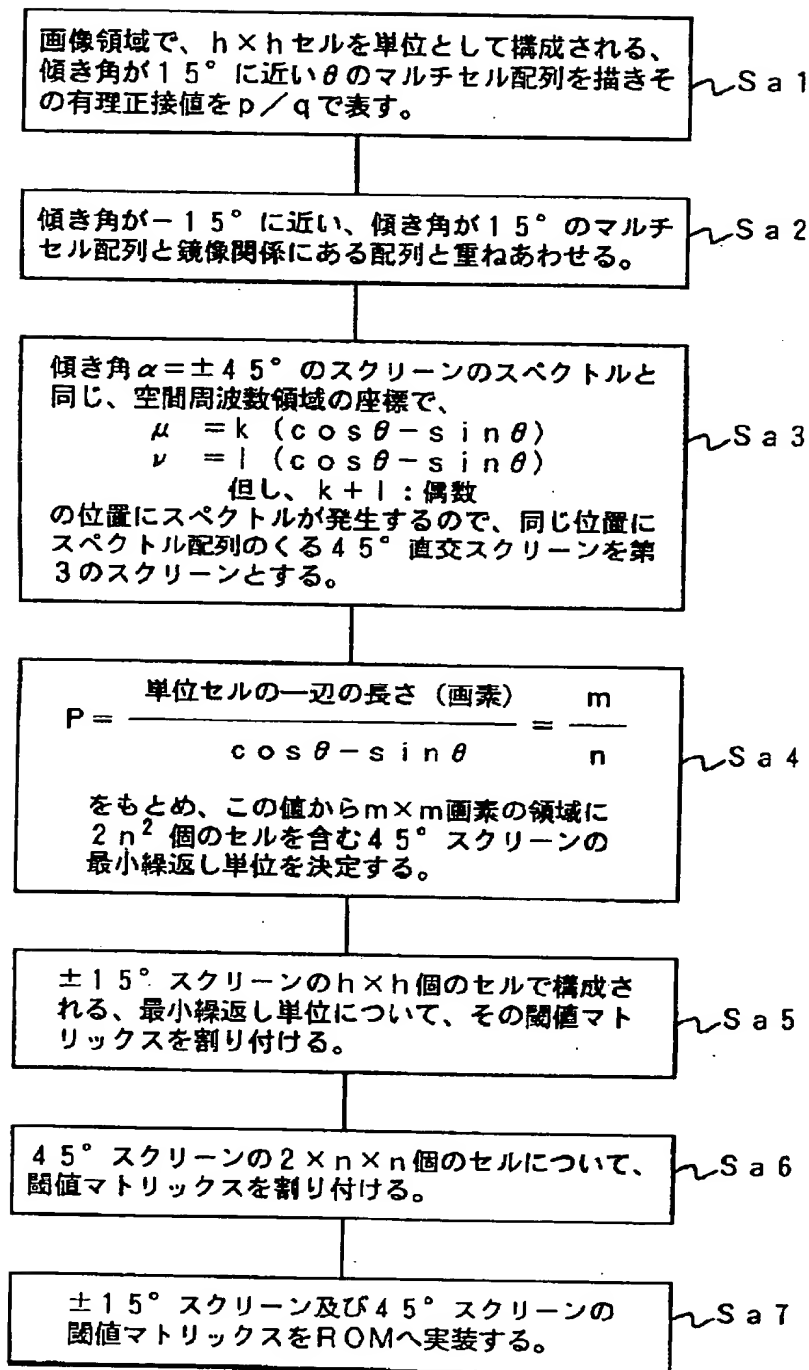 画像領域で、h×hセルを単位として構成される、
傾き角が15°に近いθのマルチセル配列を描きそ
の有理正接値をp/qで表す。
Sa1
傾き角が-15°に近い、傾き角が15°のマルチ
セル配列と鏡像関係にある配列と重ねあわせる。
Sa2
傾き角α=±45°のスクリーンのスペクトルと
同じ、空間周波数領域の座標で、
μ =k (cosθ-sinθ)
ν =l (cosθ-sinθ)
但し、k+l:偶数
の位置にスペクトルが発生するので、同じ位置に
スペクトル配列のくる45°直交スクリーンを第
3のスクリーンとする。
Sa3
単位セルの一辺の長さ (画素) m
P= =
cosθ-sinθ n
をもとめ、この値からm×m画素の領域に
2n² 個のセルを含む45°スクリーンの
最小繰返し単位を決定する。
Sa4
±15°スクリーンのh×h個のセルで構成さ
れる、最小繰返し単位について、その閾値マト
リックスを割り付ける。
Sa5
45°スクリーンの2×n×n個のセルについて、
閾値マトリックスを割り付ける。
Sa6
±15°スクリーン及び45°スクリーンの
閾値マトリックスをROMへ実装する。
Sa7